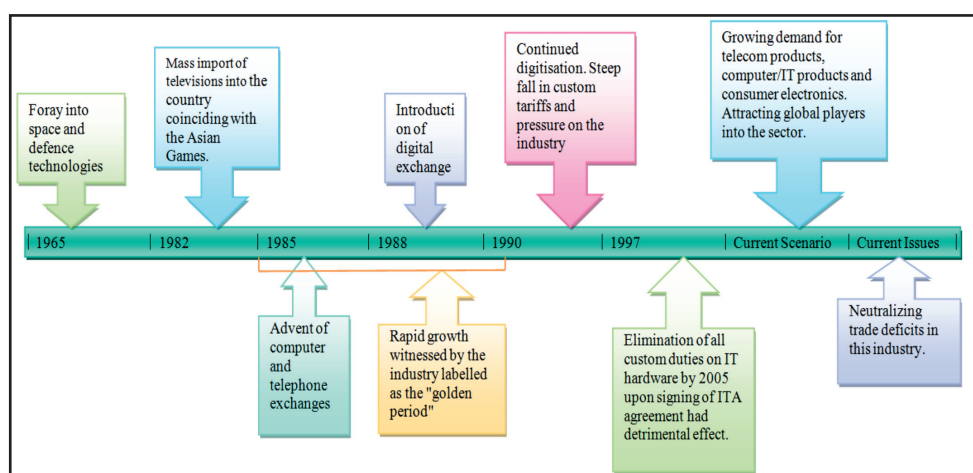 Foray into
space and
defence
technologies
Mass import of
televisions into the
country
coinciding with
the Asian
Games.
Introducti
on of
digital
exchange
Continued
digitisation. Steep
fall in custom
tariffs and
pressure on the
industry
Growing demand for
telecom products,
computer/IT products and
consumer electronics.
Attracting global players
into the sector.
| 1965 | 1982 | 1985 | 1988 | 1990 | 1997 | Current Scenario | Current Issues |
Advent of
computer
and
telephone
exchanges
Rapid growth
witnessed by the
industry labelled
as the "golden
period"
Elimination of all
custom duties on IT
hardware by 2005
upon signing of ITA
agreement had
detrimental effect.
Neutralizing
trade deficits in
this industry.